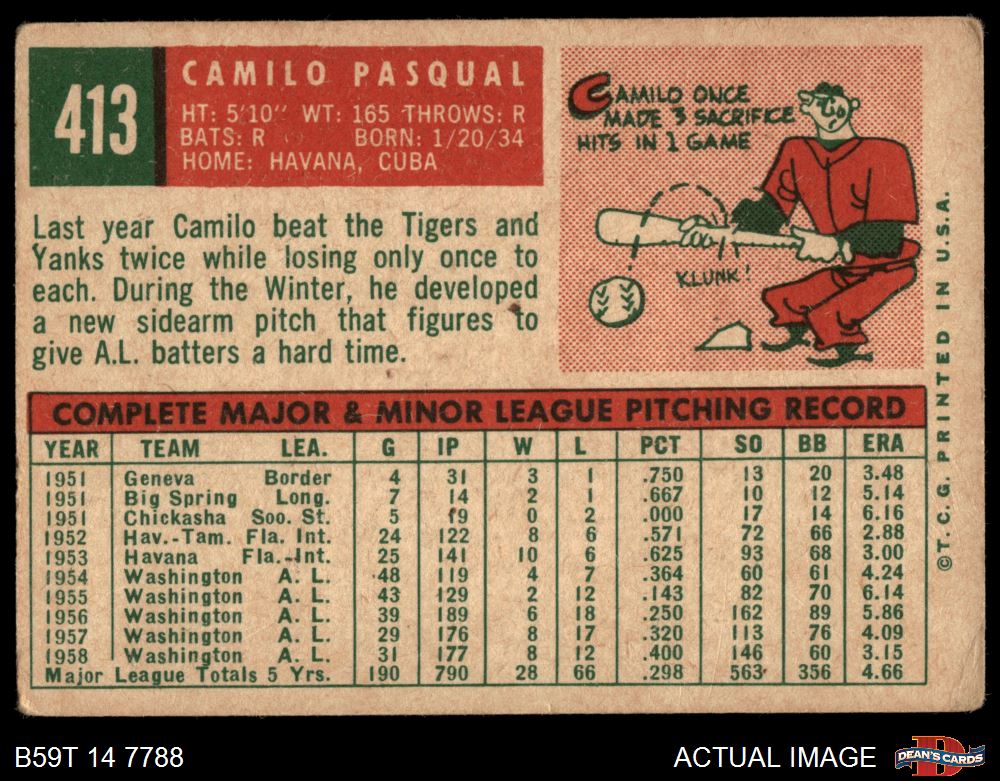 413
CAMILO PASQUAL
HT: 5'10" WT: 165 THROWS: R
BATS: R BORN: 1/20/34
HOME: HAVANA, CUBA
CAMILO ONCE
MADE 3 SACRIFICE
HITS IN 1 GAME
KLUNK!
Last year Camilo beat the Tigers and
Yanks twice while losing only once to
each. During the Winter, he developed
a new sidearm pitch that figures to
give A.L. batters a hard time.
COMPLETE MAJOR & MINOR LEAGUE PITCHING RECORD
YEAR TEAM LEA. G IP W L PCT SO BB ERA
1951 Geneva Border 4 31 3 1 .750 13 20 3.48
1951 Big Spring Long. 7 14 2 1 .667 10 12 5.14
1951 Chickasha Soo. St. 5 19 0 2 .000 17 14 6.16
1952 Hav.-Tam. Fla. Int. 24 122 8 6 .571 72 66 2.88
1953 Havana Fla.-Int. 25 141 10 6 .625 93 68 3.00
1954 Washington A. L. 48 119 4 7 .364 60 61 4.24
1955 Washington A. L. 43 129 2 12 .143 82 70 6.14
1956 Washington A. L. 39 189 6 18 .250 162 89 5.86
1957 Washington A. L. 29 176 8 17 .320 113 76 4.09
1958 Washington A. L. 31 177 8 12 .400 146 60 3.15
Major League Totals 5 Yrs. 190 790 28 66 .298 563 356 4.66
©T.C.G. PRINTED IN U.S.A.
B59T 14 7788
ACTUAL IMAGE
D
DEAN'S CARDS